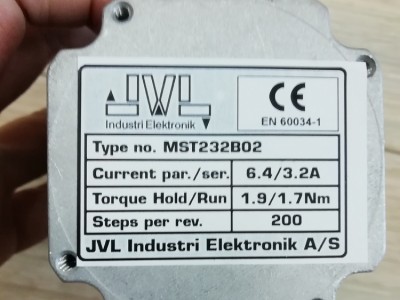 JVL
Industri Elektronik
CE
EN 60034-1
Type no. MST232B02
Current par./ser. 6.4/3.2A
Torque Hold/Run 1.9/1.7Nm
Steps per rev. 200
JVL Industri Elektronik A/S